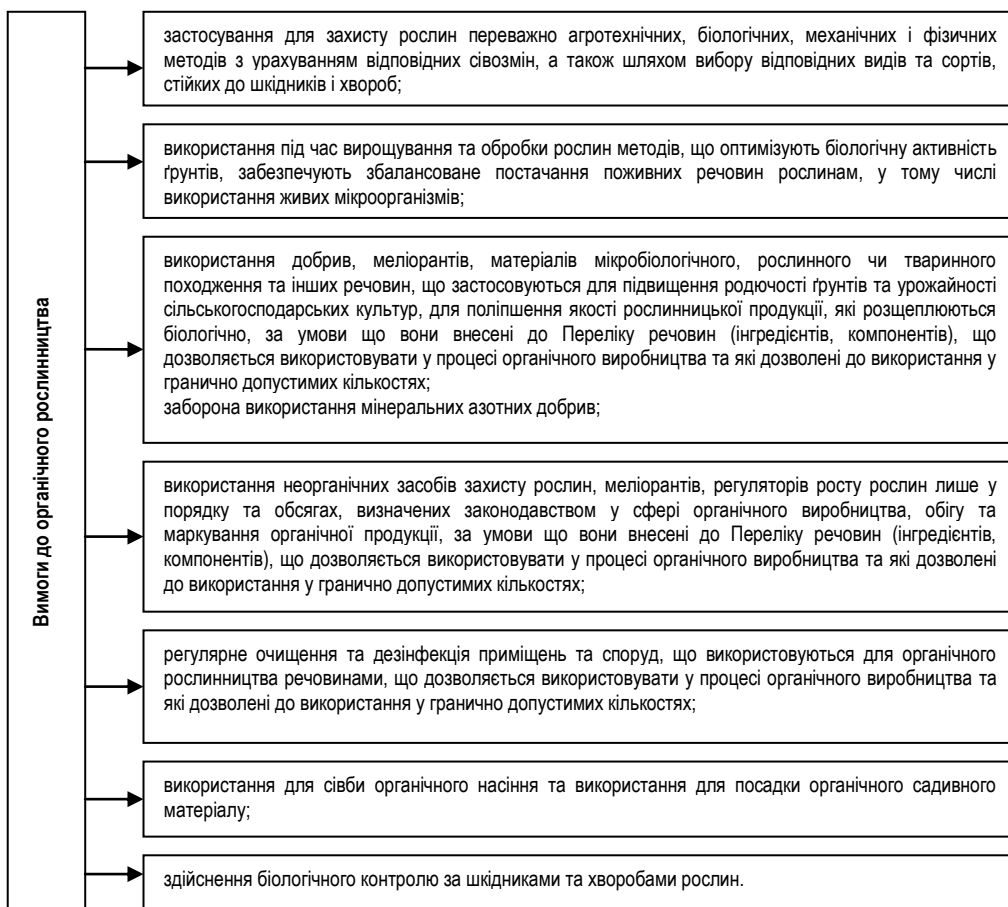 Вимоги до органічного рослинництва
застосування для захисту рослин переважно агротехнічних, біологічних, механічних і фізичних
методів з урахуванням відповідних сівозмін, а також шляхом вибору відповідних видів та сортів,
стійких до шкідників і хвороб;
використання під час вирощування та обробки рослин методів, що оптимізують біологічну активність
ґрунтів, забезпечують збалансоване постачання поживних речовин рослинам, у тому числі
використання живих мікроорганізмів;
використання добрив, меліорантів, матеріалів мікробіологічного, рослинного чи тваринного
походження та інших речовин, що застосовуються для підвищення родючості ґрунтів та урожайності
сільськогосподарських культур, для поліпшення якості рослинницької продукції, які розщеплюються
біологічно, за умови що вони внесені до Переліку речовин (інгредієнтів, компонентів), що
дозволяється використовувати у процесі органічного виробництва та які дозволені до використання у
гранично допустимих кількостях;
заборона використання мінеральних азотних добрив;
використання неорганічних засобів захисту рослин, меліорантів, регуляторів росту рослин лише у
порядку та обсягах, визначених законодавством у сфері органічного виробництва, обігу та
маркування органічної продукції, за умови що вони внесені до Переліку речовин (інгредієнтів,
компонентів), що дозволяється використовувати у процесі органічного виробництва та які дозволені
до використання у гранично допустимих кількостях;
регулярне очищення та дезінфекція приміщень та споруд, що використовуються для органічного
рослинництва речовинами, що дозволяється використовувати у процесі органічного виробництва та
які дозволені до використання у гранично допустимих кількостях;
використання для сівби органічного насіння та використання для посадки органічного садивного
матеріалу;
здійснення біологічного контролю за шкідниками та хворобами рослин.